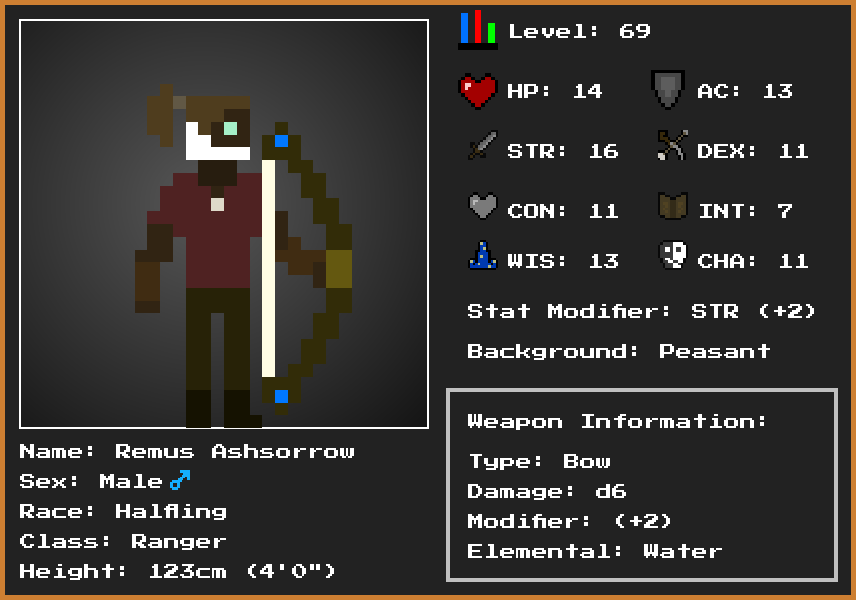 Level: 69
HP: 14
AC: 13
STR: 16
DEX: 11
CON: 11
INT: 7
WIS: 13
CHA: 11
Stat Modifier: STR (+2)
Background: Peasant
Weapon Information:
Type: Bow
Damage: d6
Modifier: (+2)
Elemental: Water
Name: Remus Ashsorrow
Sex: Male ♂
Race: Halfling
Class: Ranger
Height: 123cm (4'0")